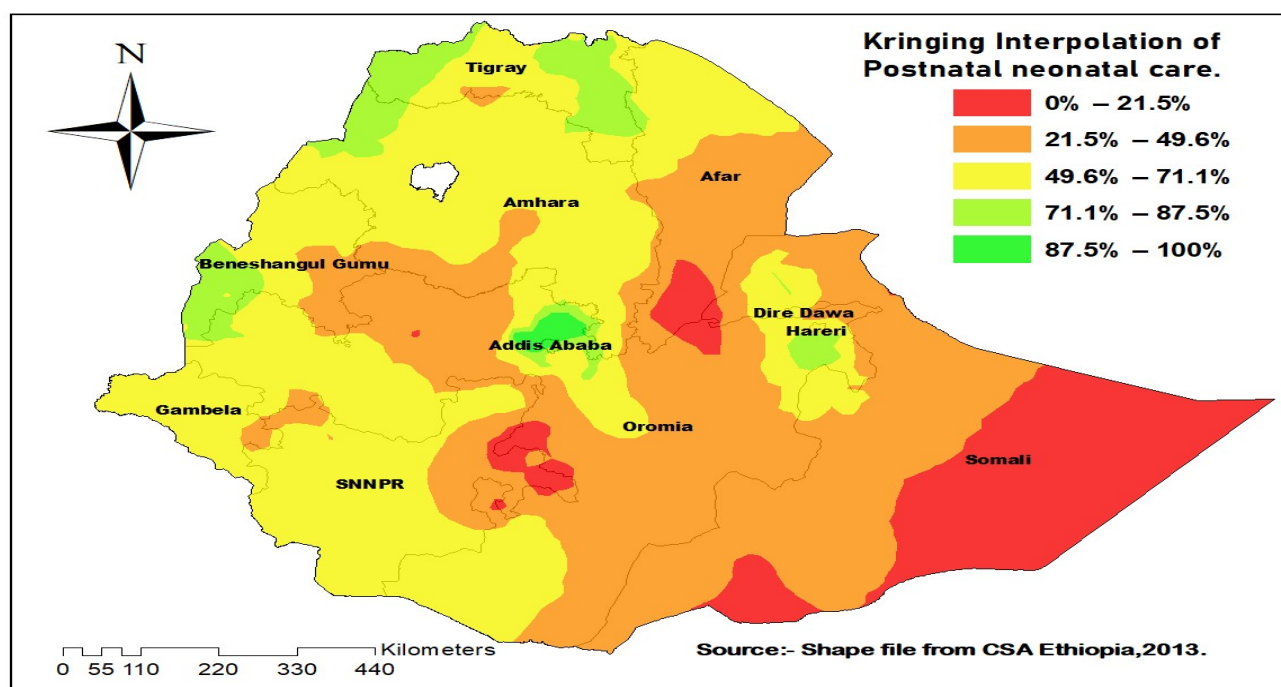 Kringing Interpolation of
Postnatal neonatal care.
0% – 21.5%
21.5% – 49.6%
49.6% – 71.1%
71.1% – 87.5%
87.5% – 100%
N
Tigray
Afar
Amhara
Beneshangul Gumu
Dire Dawa
Hareri
Addis Ababa
Gambela
Oromia
Somali
SNNPR
Kilometers
0 55 110 220 330 440
Source:- Shape file from CSA Ethiopia,2013.